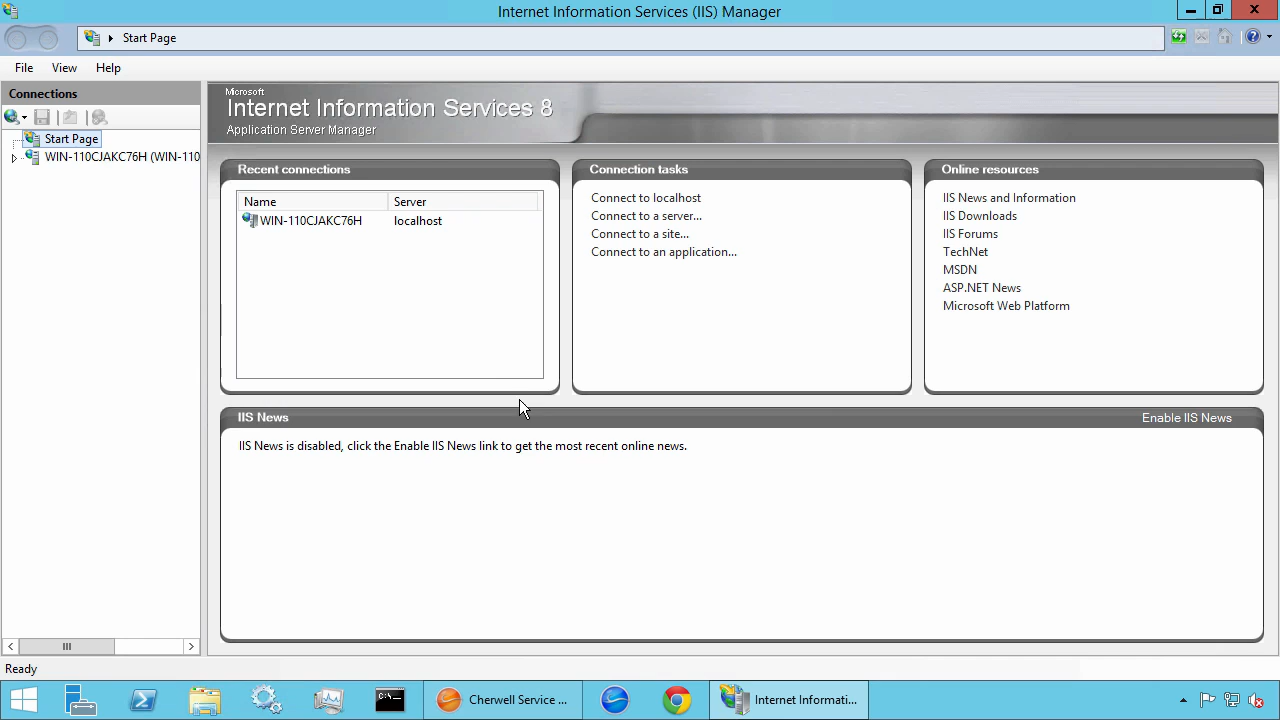 Internet Information Services (IIS) Manager
Start Page
File View Help
Connections
Start Page
WIN-110CJAKC76H (WIN-110
Microsoft
Internet Information Services 8
Application Server Manager
Recent connections
Name Server
WIN-110CJAKC76H localhost
Connection tasks
Connect to localhost
Connect to a server...
Connect to a site...
Connect to an application...
Online resources
IIS News and Information
IIS Downloads
IIS Forums
TechNet
MSDN
ASP.NET News
Microsoft Web Platform
IIS News Enable IIS News
IIS News is disabled, click the Enable IIS News link to get the most recent online news.
Ready
C:\_
Cherwell Service ...
Internet Informati...